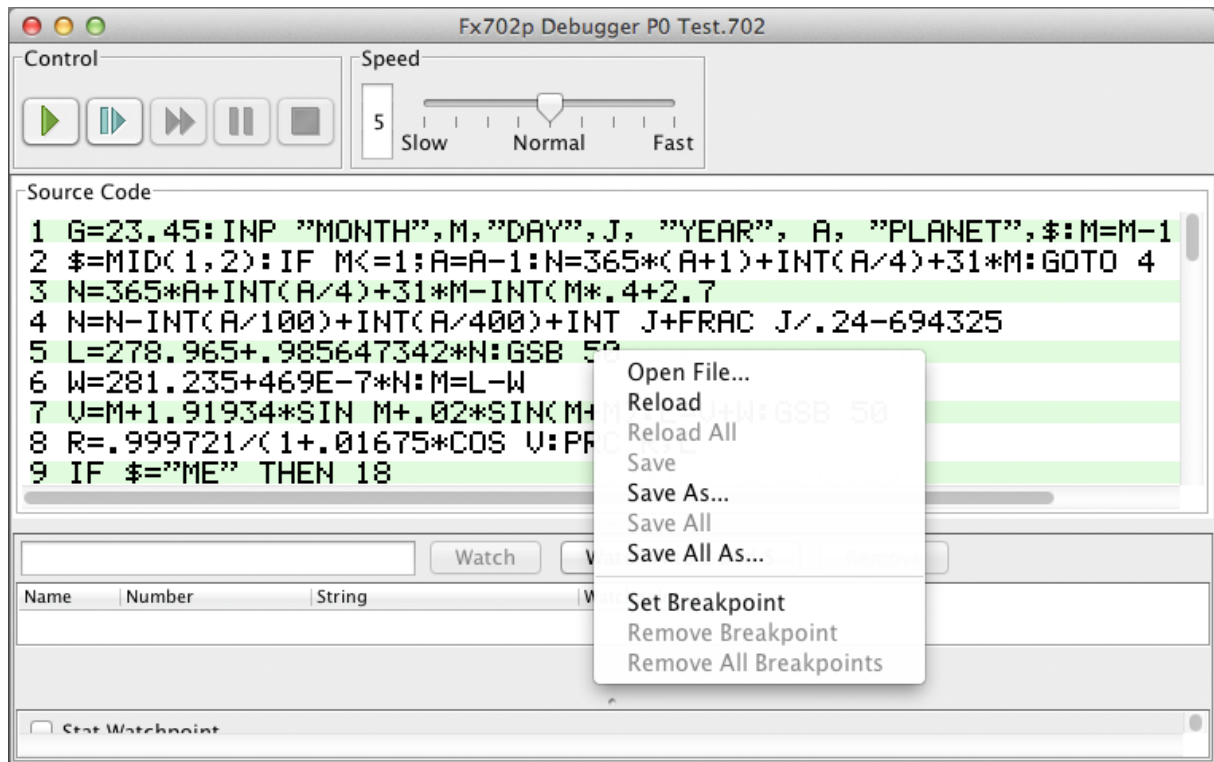 Fx702p Debugger P0 Test.702
Control
Speed
5
Slow Normal Fast
Source Code
1 G=23.45:INP "MONTH",M,"DAY",J, "YEAR", A, "PLANET",$:M=M-1
2 $=MID(1,2):IF M<=1;A=A-1:N=365*(A+1)+INT(A/4)+31*M:GOTO 4
3 N=365*A+INT(A/4)+31*M-INT(M*.4+2.7
4 N=N-INT(A/100)+INT(A/400)+INT J+FRAC J/.24-694325
5 L=278.965+.985647342*N:GSB 50
6 W=281.235+469E-7*N:M=L-W
7 V=M+1.91934*SIN M+.02*SIN(M+ V+W:GSB 50
8 R=.999721/(1+.01675*COS V:PRC
9 IF $="ME" THEN 18
Open File...
Reload
Reload All
Save
Save As...
Save All
Save All As...
Set Breakpoint
Remove Breakpoint
Remove All Breakpoints
Watch Remove
Name Number String
Stat Watchpoint